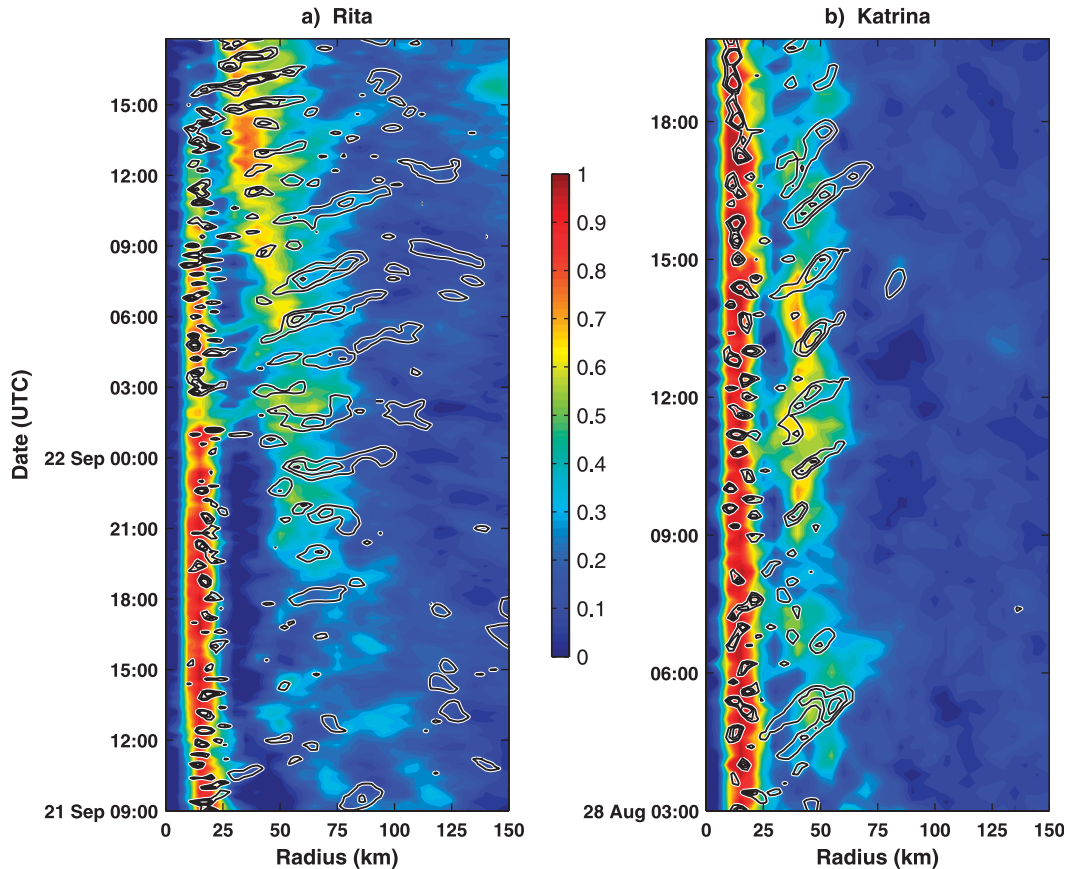 a) Rita
b) Katrina
Date (UTC)
15:00
12:00
09:00
06:00
03:00
22 Sep 00:00
21:00
18:00
15:00
12:00
21 Sep 09:00
0 25 50 75 100 125 150
Radius (km)
1
0.9
0.8
0.7
0.6
0.5
0.4
0.3
0.2
0.1
0
18:00
15:00
12:00
09:00
06:00
28 Aug 03:00
0 25 50 75 100 125 150
Radius (km)